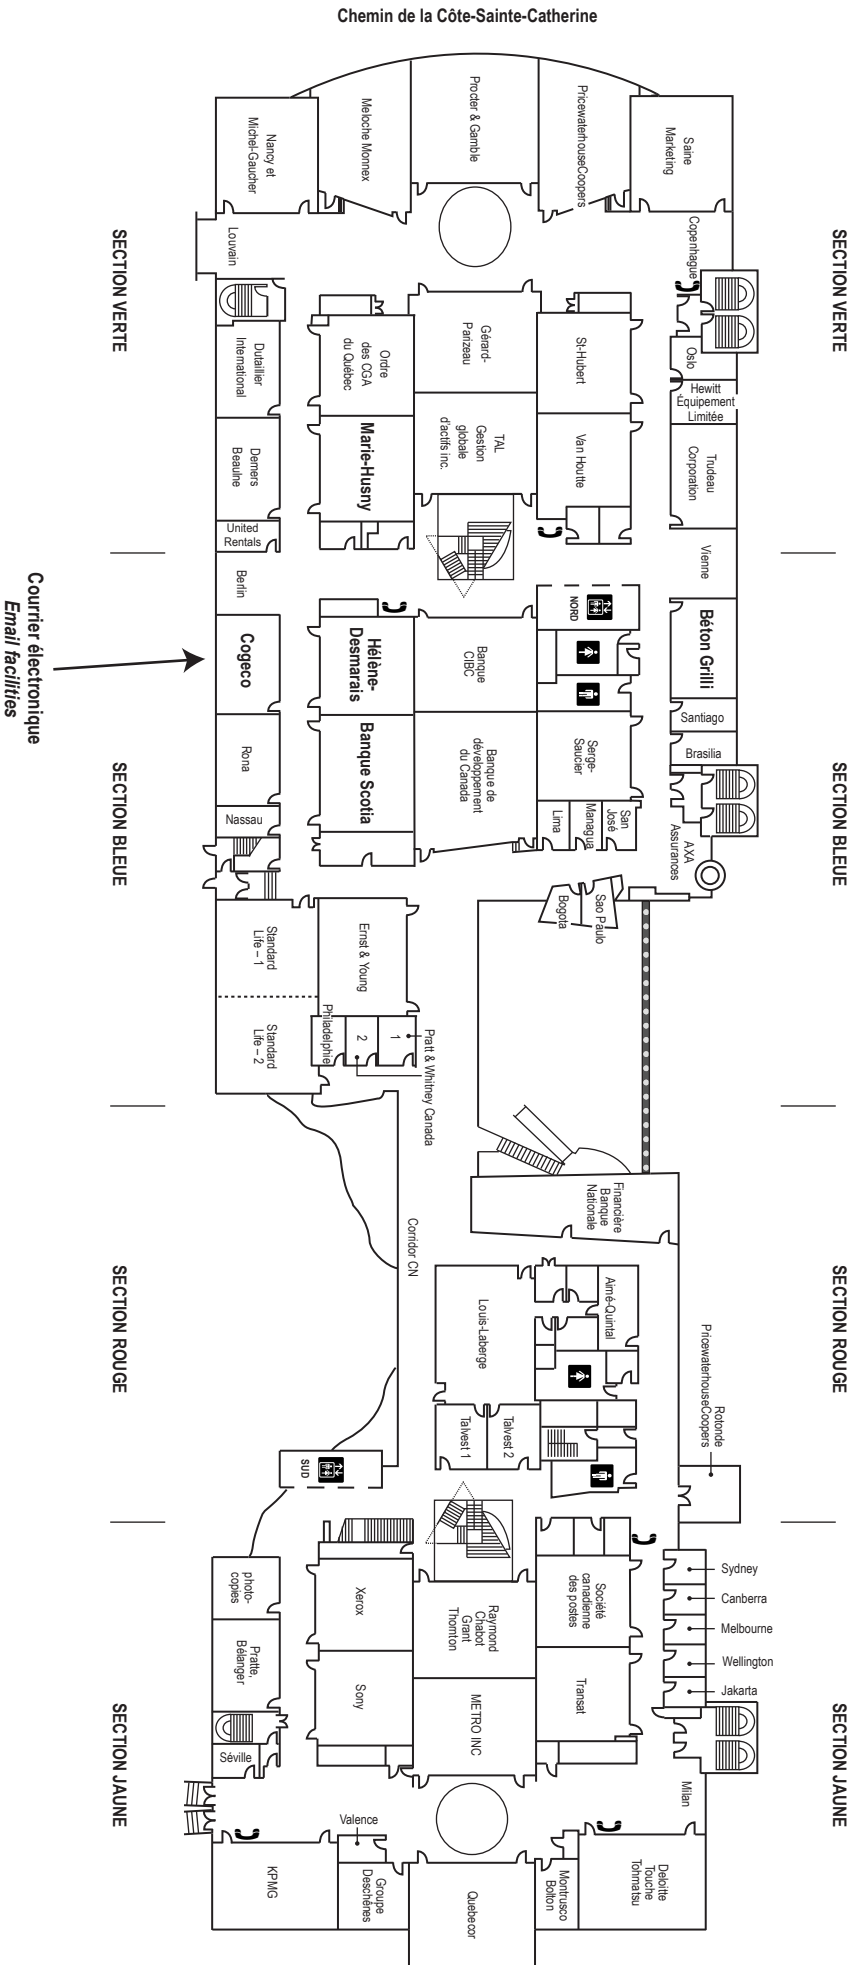 Chemin de la Côte-Sainte-Catherine
Nancy et
Michel-Gaucher
Meloche Monnex
Procter & Gamble
PricewaterhouseCoopers
Saine
Marketing
SECTION VERTE
Louvain
Copenhague
SECTION VERTE
Dutaillier
International
Ordre
des CGA
du Québec
Gérard-
Parizeau
St-Hubert
Oslo
Hewitt
Équipement
Limitée
Demers
Beaulne
Marie-Husny
TAL
Gestion
globale
d'actifs inc.
Van Houtte
Trudeau
Corporation
United
Rentals
Berlin
Vienne
Courrier électronique
Email facilities
Cogeco
Hélène-
Desmarais
Banque
CIBC
NORD
Béton Grilli
Santiago
SECTION BLEUE
Rona
Banque Scotia
Banque de
développement
du Canada
Serge-
Saucier
Brasilia
SECTION BLEUE
Nassau
Lima
Managua
San
José
AXA
Assurances
Bogota
Sao Paulo
Standard
Life – 1
Ernst & Young
Standard
Life – 2
Philadelphie
2
1
Pratt & Whitney Canada
Corridor CN
Financière
Banque
Nationale
SECTION ROUGE
Louis-Laberge
Aimé-Quintal
Rotonde
PricewaterhouseCoopers
SECTION ROUGE
Talvest 1
Talvest 2
SUD
photo-
copies
Xerox
Raymond
Chabot
Grant
Thornton
Société
canadienne
des postes
Sydney
Canberra
Melbourne
Wellington
Jakarta
Pratte,
Bélanger
Sony
METRO INC
Transat
SECTION JAUNE
Séville
Milan
SECTION JAUNE
Valence
KPMG
Groupe
Deschênes
Quebecor
Montrusco
Bolton
Deloitte
Touche
Tohmatsu